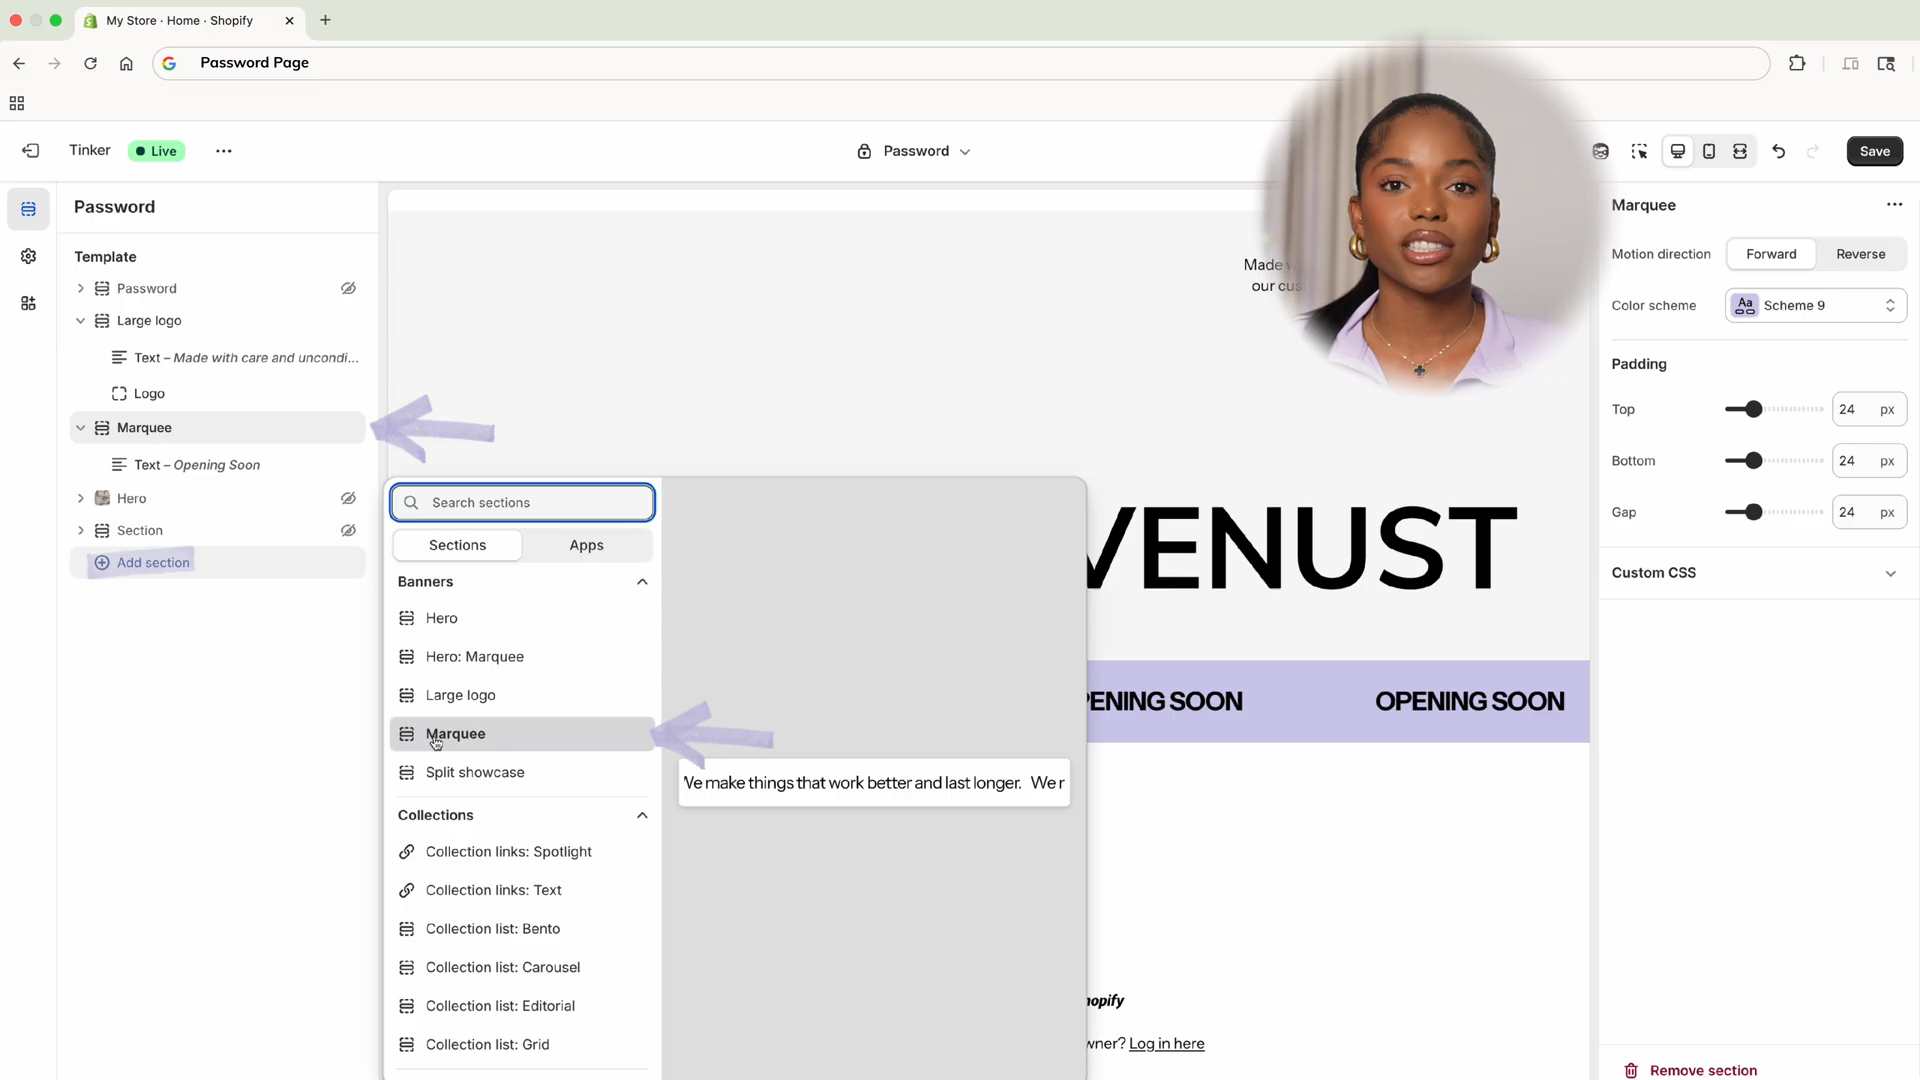 My Store · Home · Shopify
Password Page
Tinker
Live
Password
Save
Password
Template
Password
Large logo
Text – Made with care and uncondi...
Logo
Marquee
Text – Opening Soon
Hero
Section
Add section
Search sections
Sections
Apps
Banners
Hero
Hero: Marquee
Large logo
Marquee
Split showcase
Collections
Collection links: Spotlight
Collection links: Text
Collection list: Bento
Collection list: Carousel
Collection list: Editorial
Collection list: Grid
We make things that work better and last longer. We r
Made
our cus
VENUST
OPENING SOON OPENING SOON
hopify
wner? Log in here
Marquee
Motion direction
Forward
Reverse
Color scheme
Aa
Scheme 9
Padding
Top
24 px
Bottom
24 px
Gap
24 px
Custom CSS
Remove section